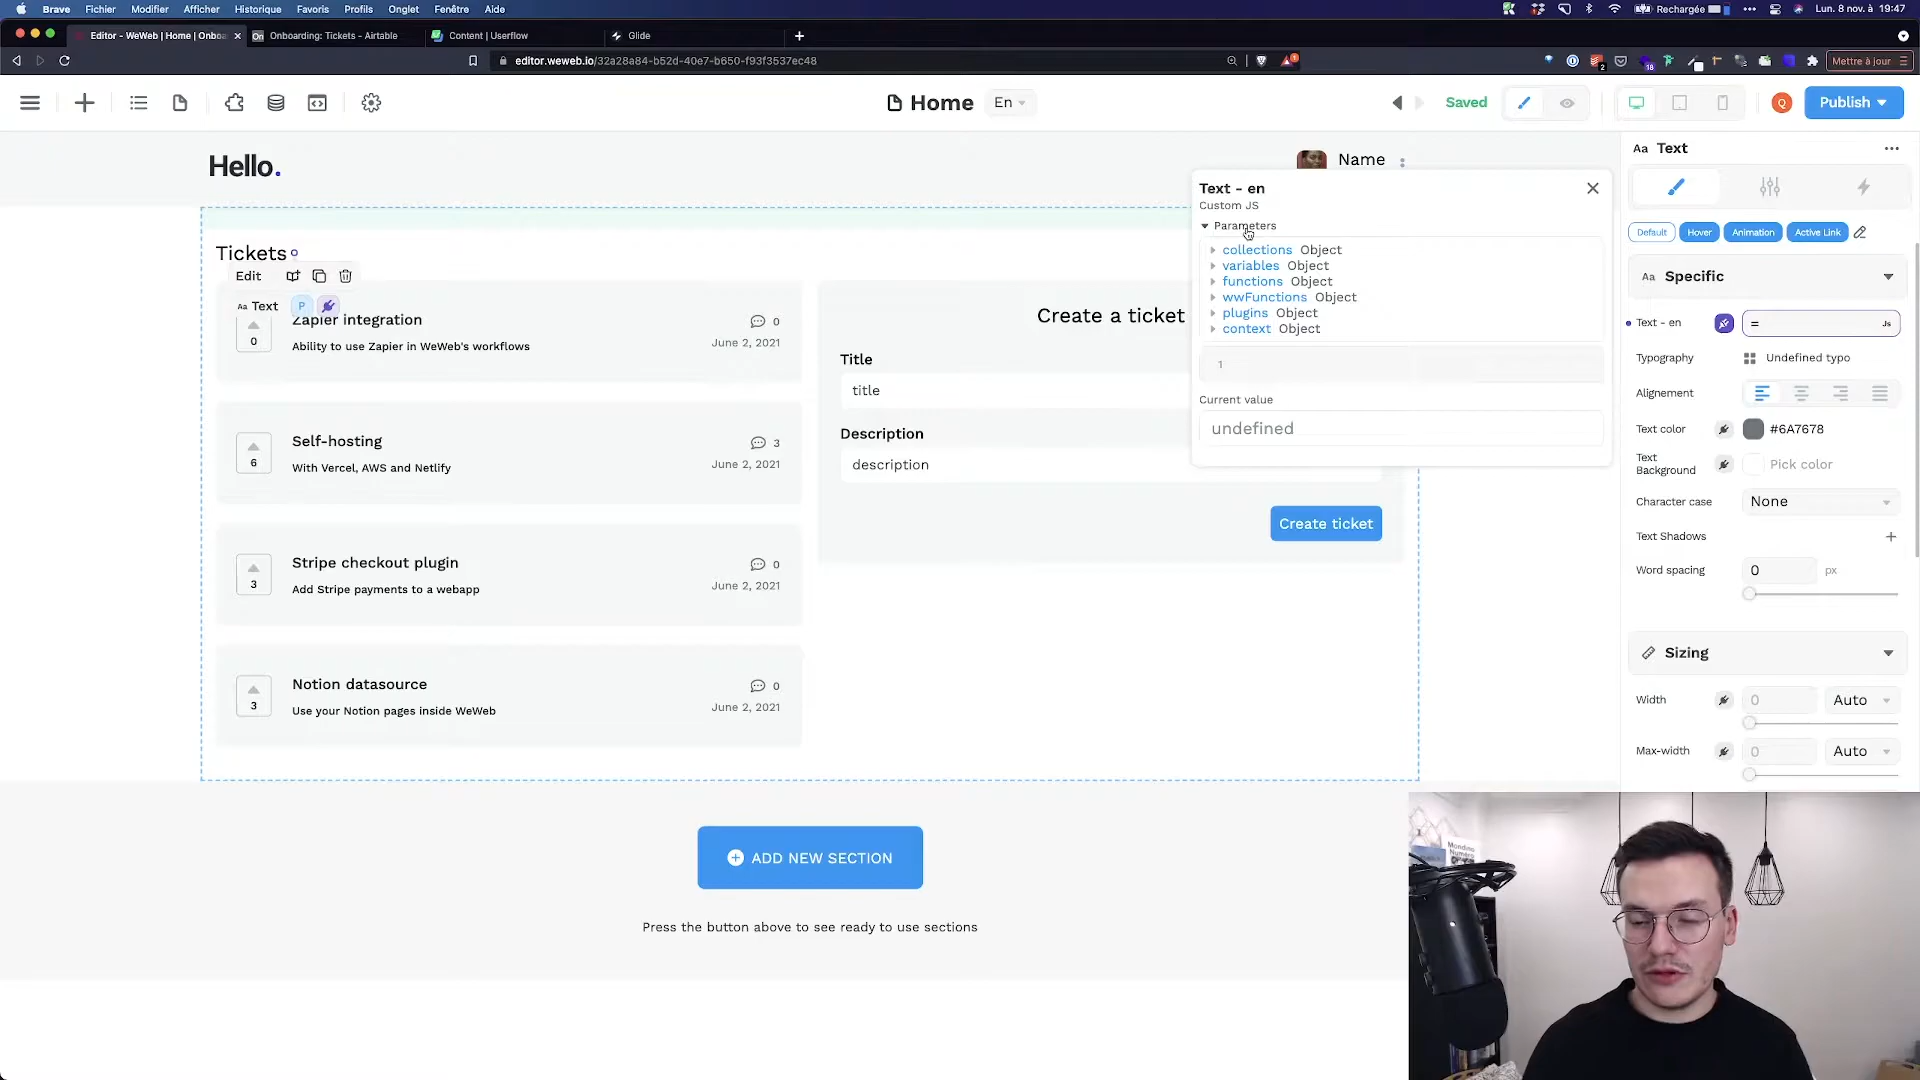 Brave Fichier Modifier Afficher Historique Favoris Profils Onglet Fenêtre Aide
Rechargée
Lun. 8 nov. à 19:47
Editor - WeWeb | Home | Onbo
Onboarding: Tickets - Airtable
Content | Userflow
Glide
editor.weweb.io/32a28a84-b52d-40e7-b650-f93f3537ec48
Mettre à jour
Home
En
Saved
Q
Publish
Hello.
Name
Tickets
Edit
Aa Text
P
Zapier integration
0
0
Ability to use Zapier in WeWeb's workflows
June 2, 2021
Self-hosting
3
6
With Vercel, AWS and Netlify
June 2, 2021
Stripe checkout plugin
0
3
Add Stripe payments to a webapp
June 2, 2021
Notion datasource
0
3
Use your Notion pages inside WeWeb
June 2, 2021
Create a ticket
Title
title
Description
description
Create ticket
ADD NEW SECTION
Press the button above to see ready to use sections
Text - en
Custom JS
Parameters
collections Object
variables Object
functions Object
wwFunctions Object
plugins Object
context Object
1
Current value
undefined
Aa Text
Default
Hover
Animation
Active Link
Aa Specific
Text - en
=
Js
Typography
Undefined typo
Alignement
Text color
#6A7678
Text Background
Pick color
Character case
None
Text Shadows
Word spacing
0
px
Sizing
Width
0
Auto
Max-width
0
Auto